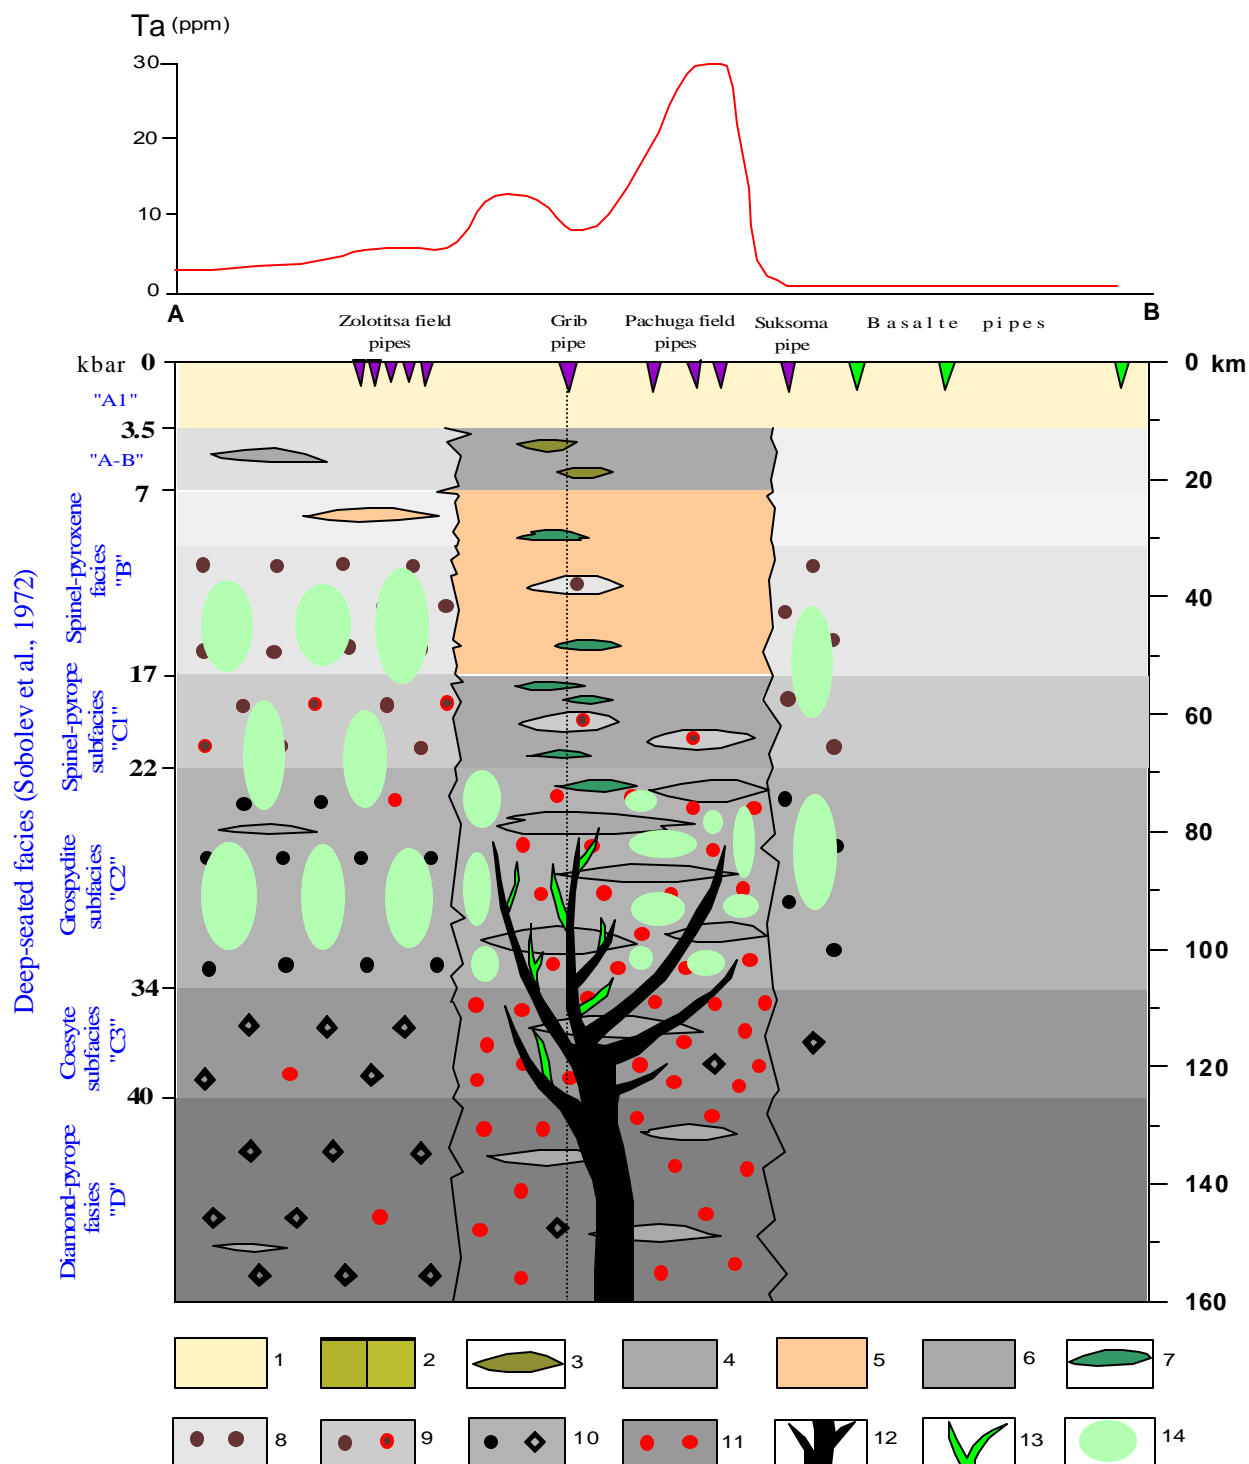 Ta (ppm)
30
20
10
0
A
B
Zolotitsa field
pipes
Grib
pipe
Pachuga field
pipes
Suksoma
pipe
Basalte pipes
kbar
0
3.5
7
17
22
34
40
0 km
20
40
60
80
100
120
140
160
"A1"
"A-B"
Spinel-pyroxene
facies
"B"
Spinel-pyrope
subfacies
"C1"
Grospydite
subfacies
"C2"
Coesyte
subfacies
"C3"
Diamond-pyrope
fasies
"D"
Deep-seated facies (Sobolev et al., 1972)
1
2
3
4
5
6
7
8
9
10
11
12
13
14